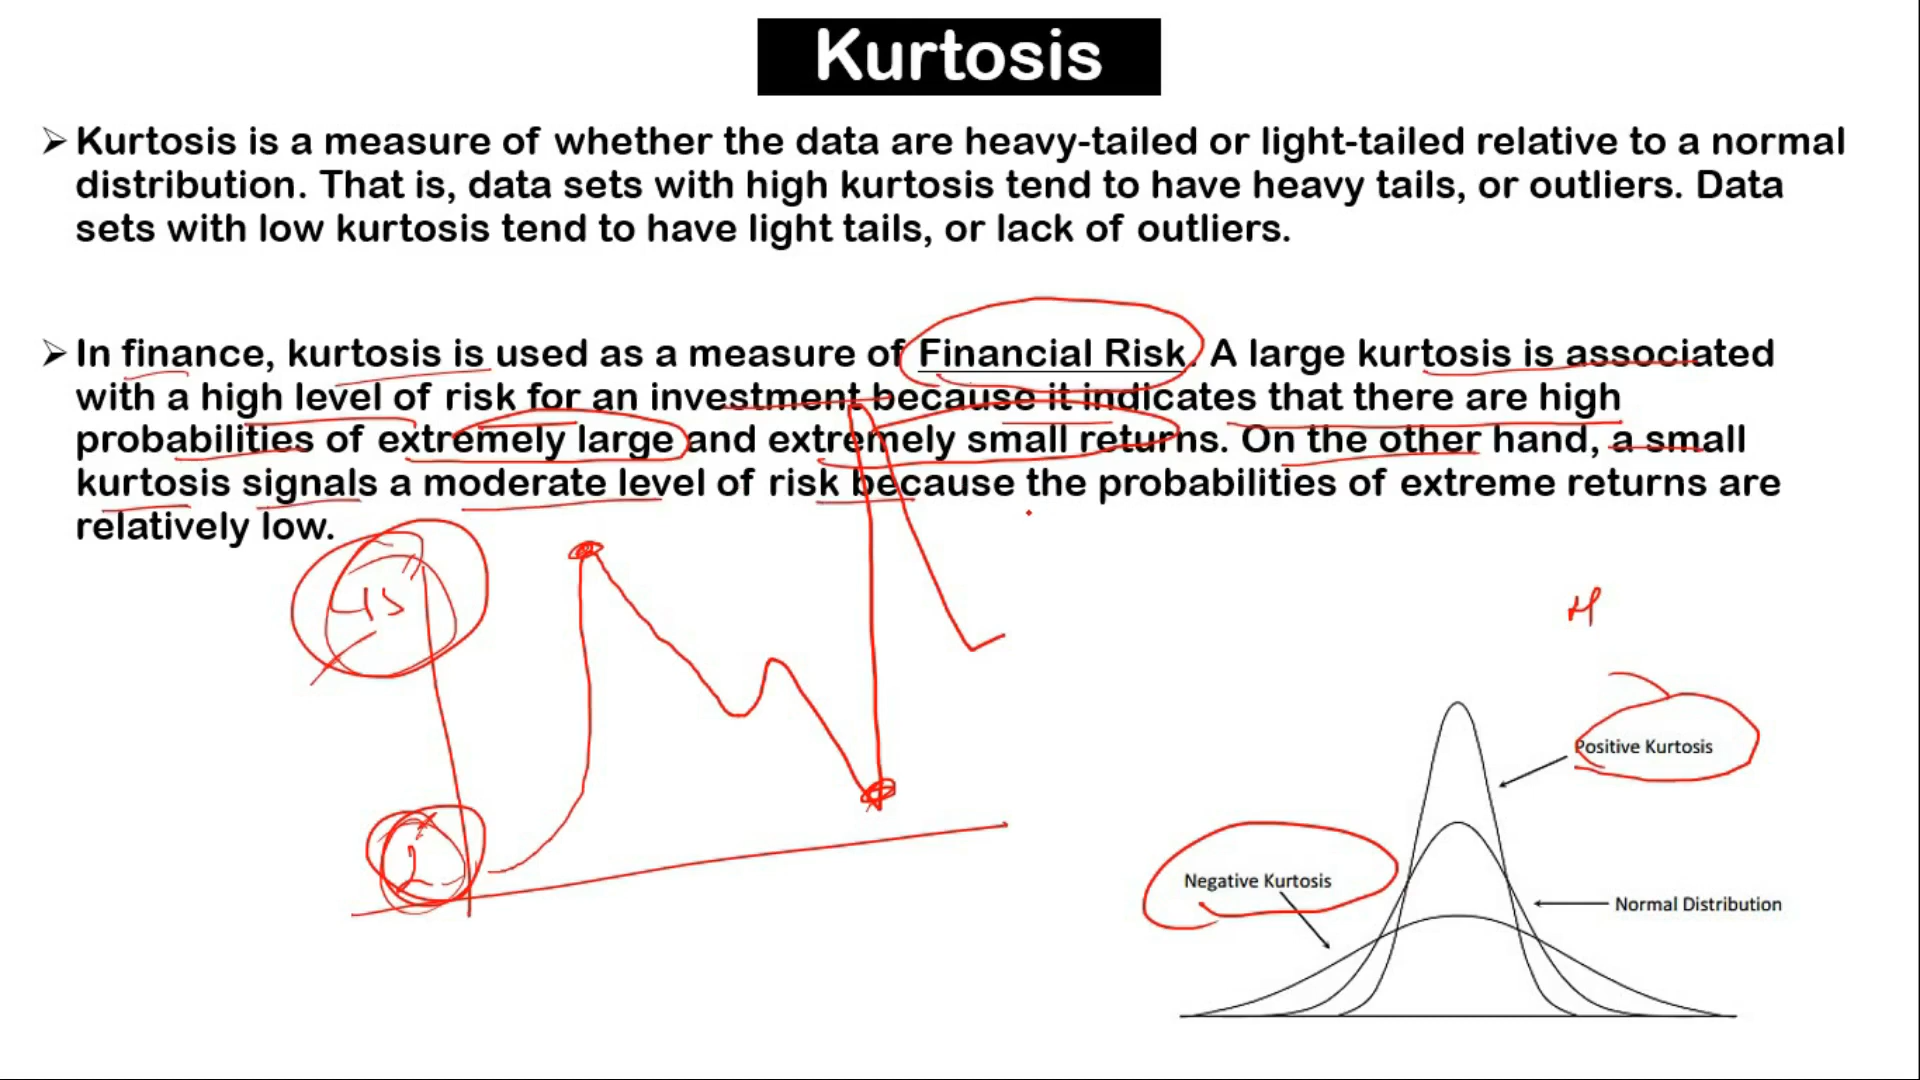 Kurtosis
Kurtosis is a measure of whether the data are heavy-tailed or light-tailed relative to a normal
distribution. That is, data sets with high kurtosis tend to have heavy tails, or outliers. Data
sets with low kurtosis tend to have light tails, or lack of outliers.
In finance, kurtosis is used as a measure of Financial Risk. A large kurtosis is associated
with a high level of risk for an investment because it indicates that there are high
probabilities of extremely large and extremely small returns. On the other hand, a small
kurtosis signals a moderate level of risk because the probabilities of extreme returns are
relatively low.
Positive Kurtosis
Negative Kurtosis
Normal Distribution